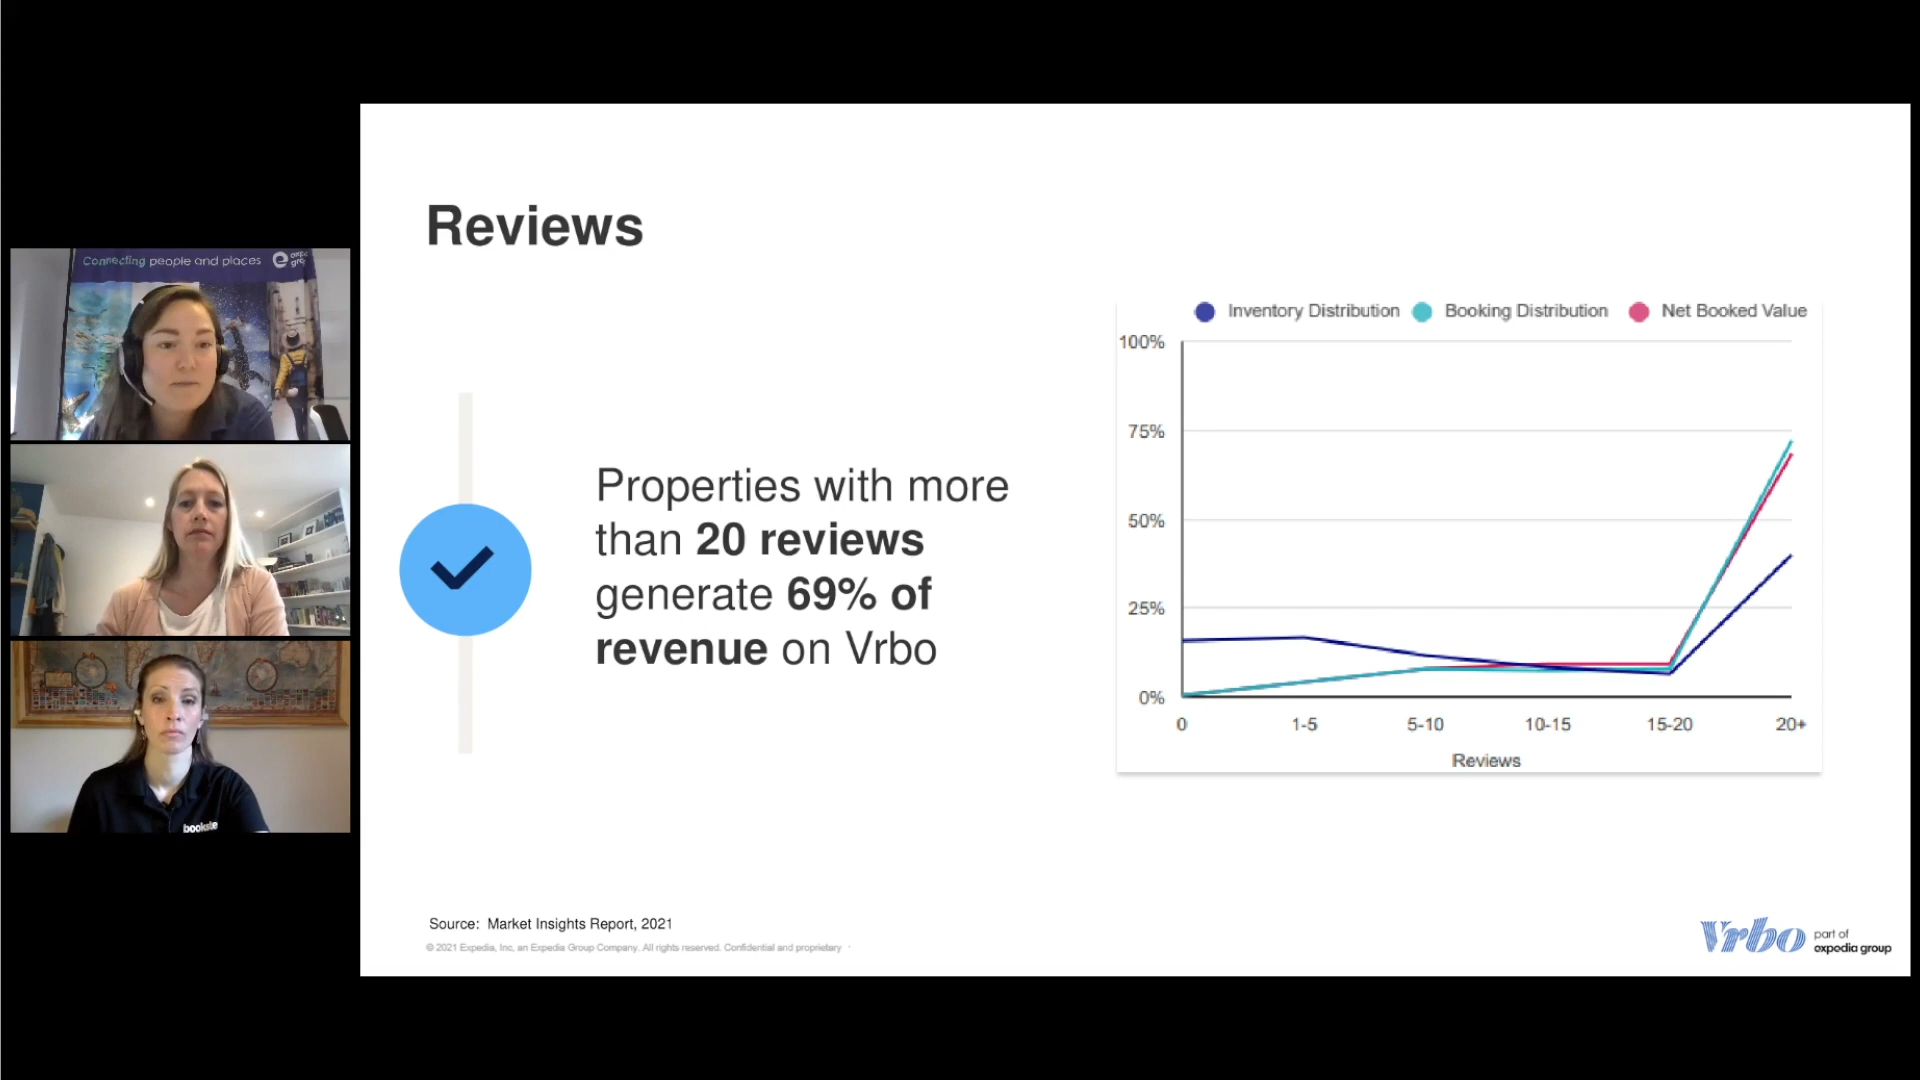 Reviews
Connecting people and places
Inventory Distribution
Booking Distribution
Net Booked Value
100%
75%
50%
25%
0%
0
1-5
5-10
10-15
15-20
20+
Reviews
Properties with more
than 20 reviews
generate 69% of
revenue on Vrbo
Source: Market Insights Report, 2021
© 2021 Expedia, Inc, an Expedia Group Company. All rights reserved. Confidential and proprietary
Vrbo
part of
expedia group